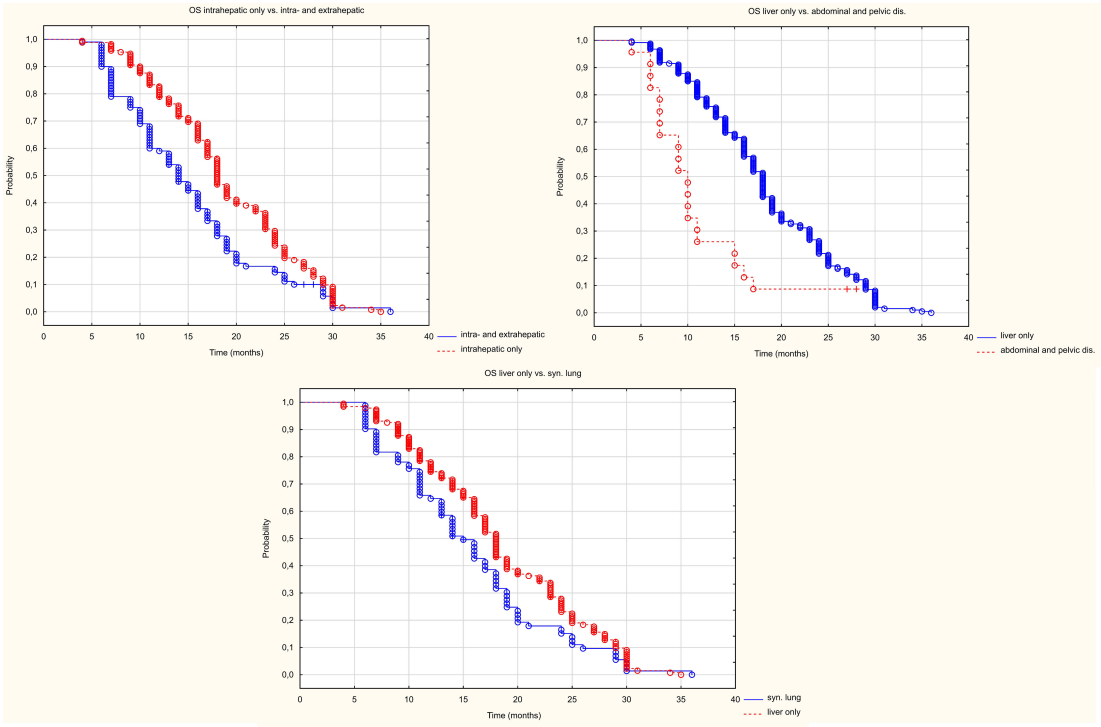 OS intrahepatic only vs. intra- and extrahepatic
1,0
0,9
0,8
0,7
0,6
0,5
0,4
0,3
0,2
0,1
0,0
Probability
0 5 10 15 20 25 30 35 40
Time (months)
intra- and extrahepatic
intrahepatic only
OS liver only vs. abdominal and pelvic dis.
1,0
0,9
0,8
0,7
0,6
0,5
0,4
0,3
0,2
0,1
0,0
Probability
0 5 10 15 20 25 30 35 40
Time (months)
liver only
abdominal and pelvic dis.
OS liver only vs. syn. lung
1,0
0,9
0,8
0,7
0,6
0,5
0,4
0,3
0,2
0,1
0,0
Probability
0 5 10 15 20 25 30 35 40
Time (months)
syn. lung
liver only